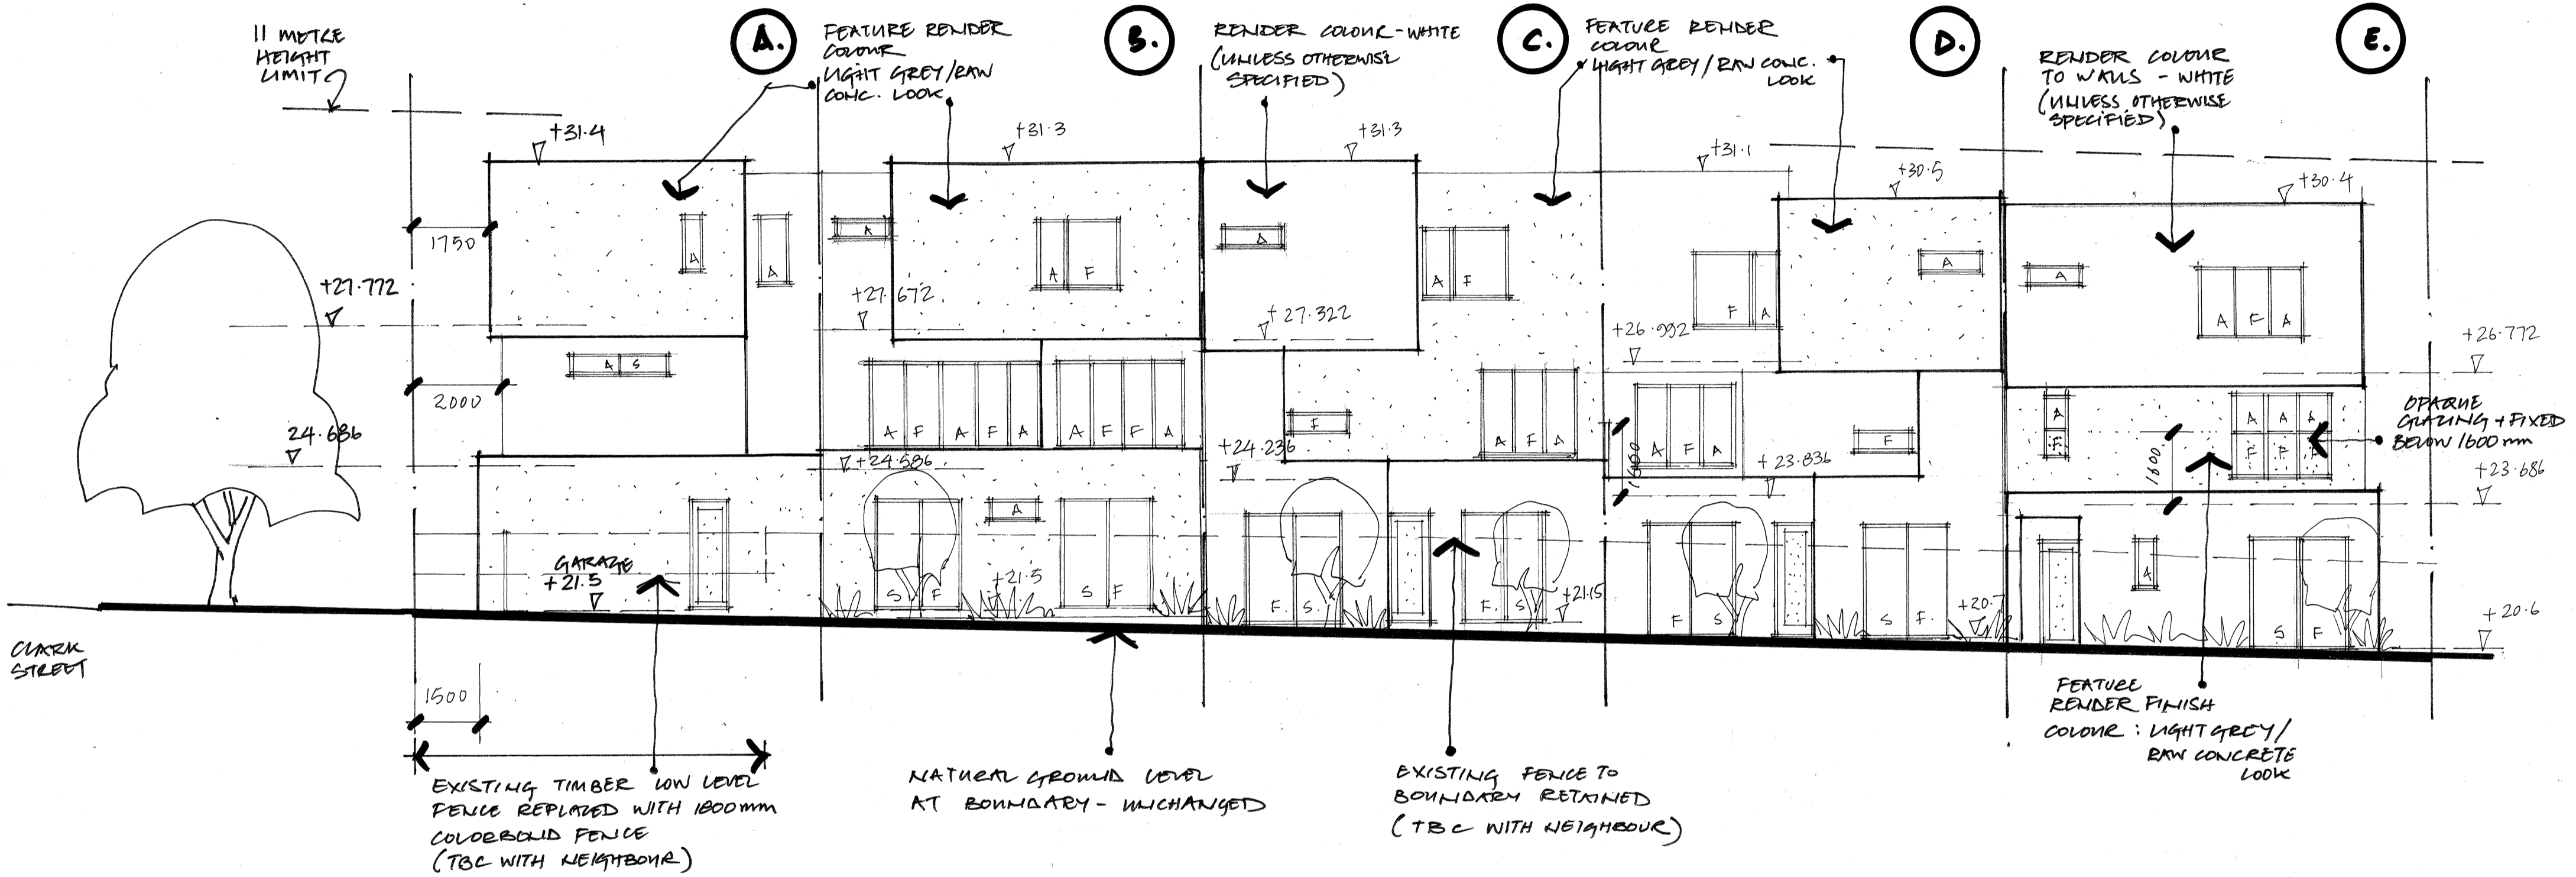 11 METRE
HEIGHT
LIMIT
A.
FEATURE RENDER
COLOUR
LIGHT GREY/RAW
CONC. LOOK
B.
RENDER COLOUR-WHITE
(UNLESS OTHERWISE
SPECIFIED)
C.
FEATURE RENDER
COLOUR
LIGHT GREY/RAW CONC.
LOOK
D.
RENDER COLOUR
TO WALLS - WHITE
(UNLESS OTHERWISE
SPECIFIED)
E.
+31.4
+31.3
+31.3
+31.1
+30.5
+30.4
1750
A
A
A
A F
A
A F
F A
A
A
A F A
+27.772
+27.672
+27.322
+26.992
+26.772
2000
A S
A F A F A
A F F A
F
A F A
1600
A F A
F
A
F
A A A
F F F
1600
OPAQUE
GLAZING + FIXED
BELOW 1600mm
24.686
+24.586
+24.236
+23.836
+23.686
GARAGE
+21.5
S F
A
+21.5
S F
F. S.
F. S
+21.15
F S
S F.
+20.7
A
S F
+20.6
CLARK
STREET
1500
EXISTING TIMBER LOW LEVEL
FENCE REPLACED WITH 1800mm
COLORBOND FENCE
(TBC WITH NEIGHBOUR)
NATURAL GROUND LEVEL
AT BOUNDARY - UNCHANGED
EXISTING FENCE TO
BOUNDARY RETAINED
(TBC WITH NEIGHBOUR)
FEATURE
RENDER FINISH
COLOUR : LIGHT GREY/
RAW CONCRETE
LOOK